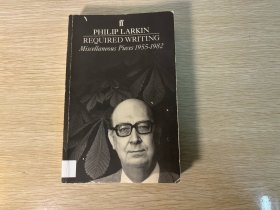 ff
PHILIP LARKIN
REQUIRED WRITING
Miscellaneous Pieces 1955-1982